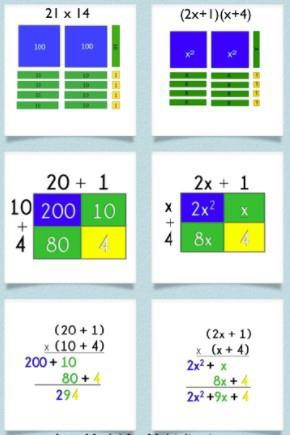 21 x 14
100 100
10 10 1
10 10 1
10 10 1
10 10 1
(2x+1)(x+4)
x² x²
x
x x 1
x x 1
x x 1
x x 1
20 + 1
10 200 10
+
4 80 4
2x + 1
x 2x² x
+
4 8x 4
(20 + 1)
x (10 + 4)
200 + 10
80 + 4
294
(2x + 1)
x (x + 4)
2x² + x
8x + 4
2x² + 9x + 4